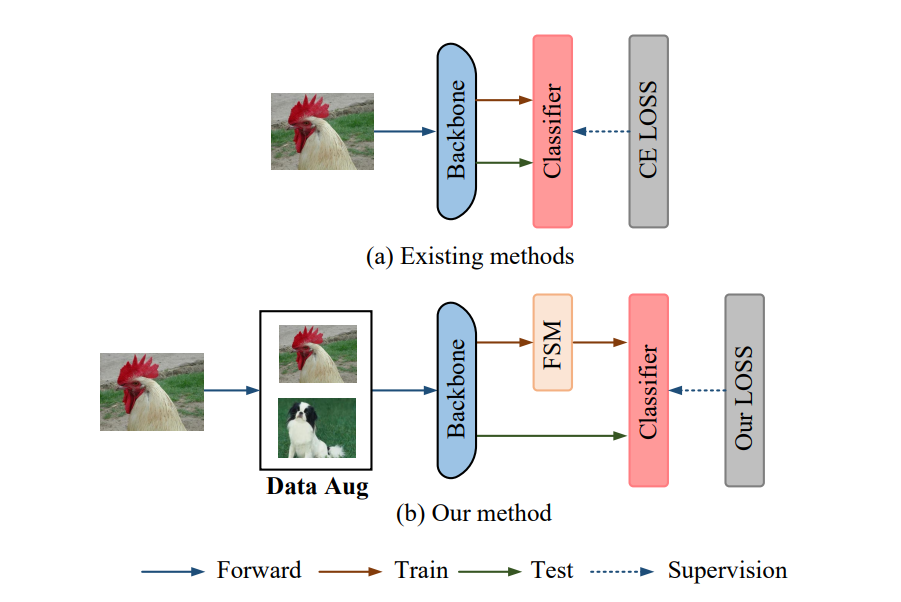 Backbone
Classifier
CE LOSS
(a) Existing methods
Backbone
FSM
Classifier
Our LOSS
Data Aug
(b) Our method
Forward
Train
Test
Supervision